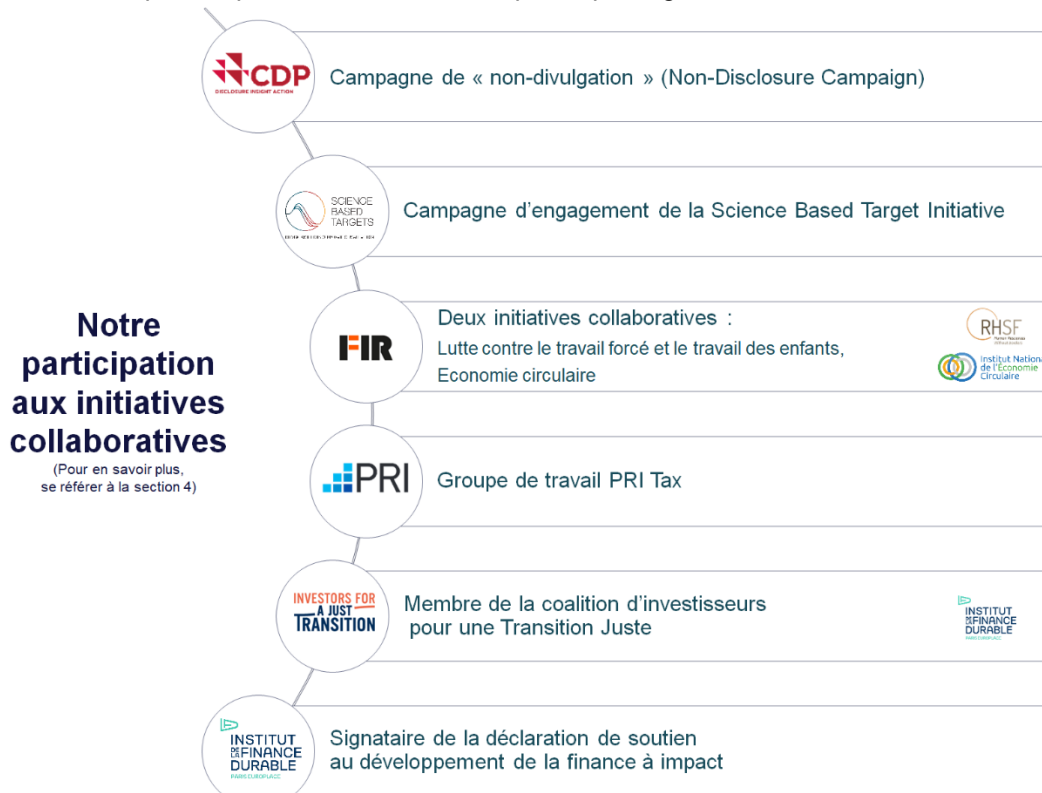 CDP
DISCLOSURE INSIGHT ACTION
Campagne de « non-divulgation » (Non-Disclosure Campaign)
SCIENCE
BASED
TARGETS
Campagne d’engagement de la Science Based Target Initiative
Notre
participation
aux initiatives
collaboratives
(Pour en savoir plus,
se référer à la section 4)
FIR
Deux initiatives collaboratives :
Lutte contre le travail forcé et le travail des enfants,
Economie circulaire
RHSF
Institut Nationa
de l'Économie
Circulaire
PRI
Groupe de travail PRI Tax
INVESTORS FOR
A JUST
TRANSITION
Membre de la coalition d’investisseurs
pour une Transition Juste
INSTITUT
DE LA FINANCE
DURABLE
PARIS EUROPLACE
INSTITUT
DE LA FINANCE
DURABLE
PARIS EUROPLACE
Signataire de la déclaration de soutien
au développement de la finance à impact